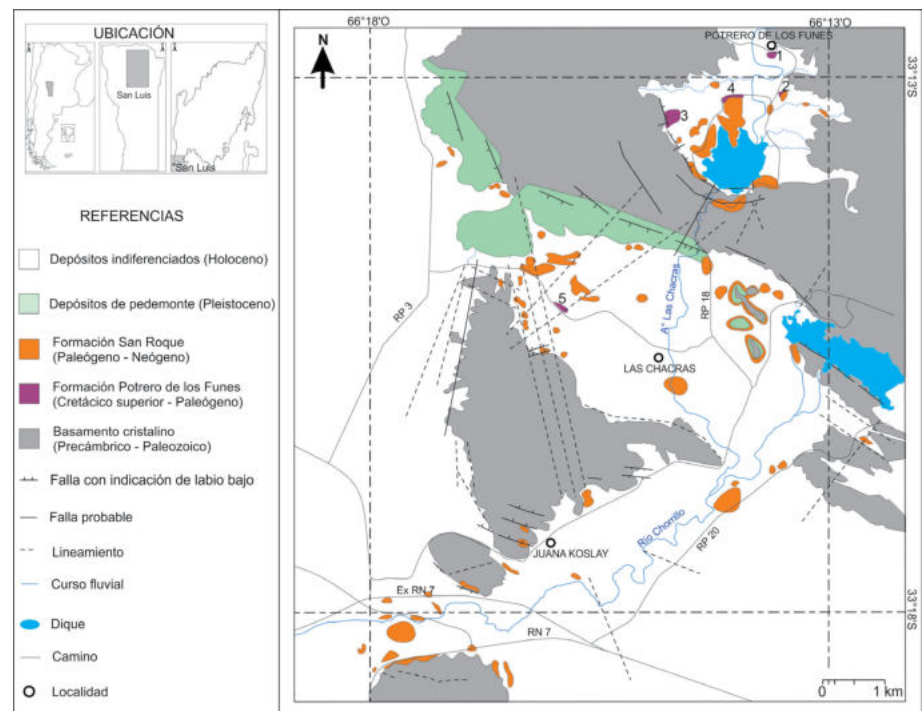 UBICACIÓN
San Luis
San Luis
REFERENCIAS
Depósitos indiferenciados (Holoceno)
Depósitos de pedemonte (Pleistoceno)
Formación San Roque
(Paleógeno - Neógeno)
Formación Potrero de los Funes
(Cretácico superior - Paleógeno)
Basamento cristalino
(Precámbrico - Paleozoico)
Falla con indicación de labio bajo
Falla probable
Lineamiento
Curso fluvial
Dique
Camino
Localidad
66°18'O
66°13'O
N
POTRERO DE LOS FUNES
1
33°13'S
2
4
3
A° Las Chacras
RP 18
RP 3
5
LAS CHACRAS
Río Chorrillo
RP 20
JUANA KOSLAY
Ex RN 7
RN 7
33°18'S
0 1 km